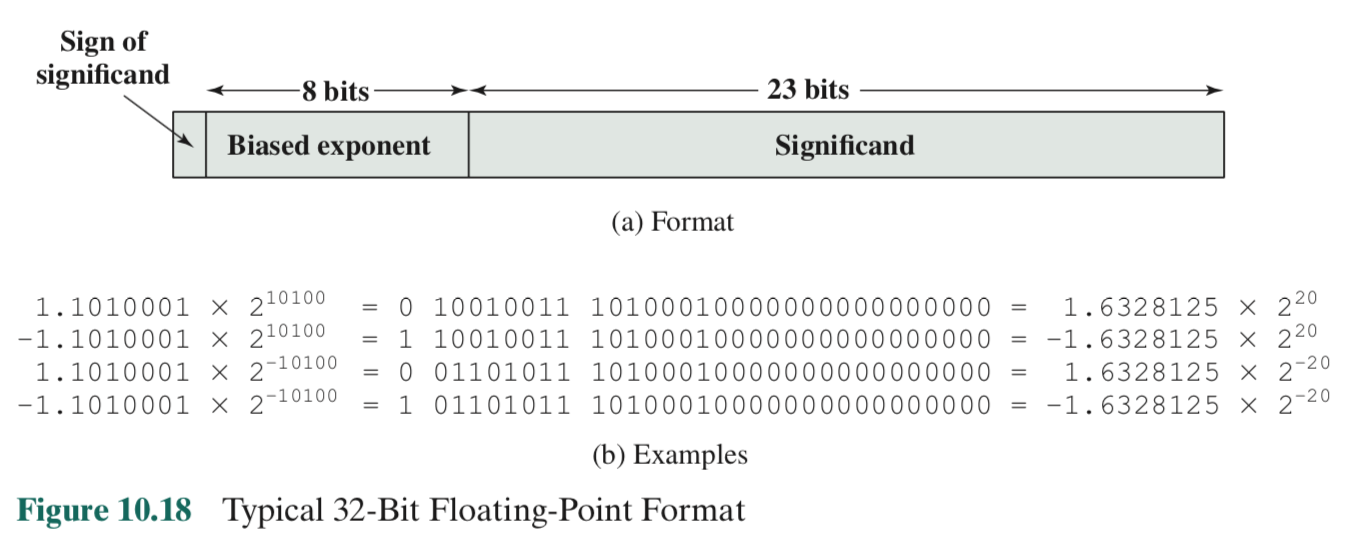 Sign of
significand
8 bits
23 bits
Biased exponent
Significand
(a) Format
1.1010001 × 2^10100 = 0 10010011 10100010000000000000000 = 1.6328125 × 2^20
−1.1010001 × 2^10100 = 1 10010011 10100010000000000000000 = −1.6328125 × 2^20
1.1010001 × 2^−10100 = 0 01101011 10100010000000000000000 = 1.6328125 × 2^−20
−1.1010001 × 2^−10100 = 1 01101011 10100010000000000000000 = −1.6328125 × 2^−20
(b) Examples
Figure 10.18 Typical 32-Bit Floating-Point Format